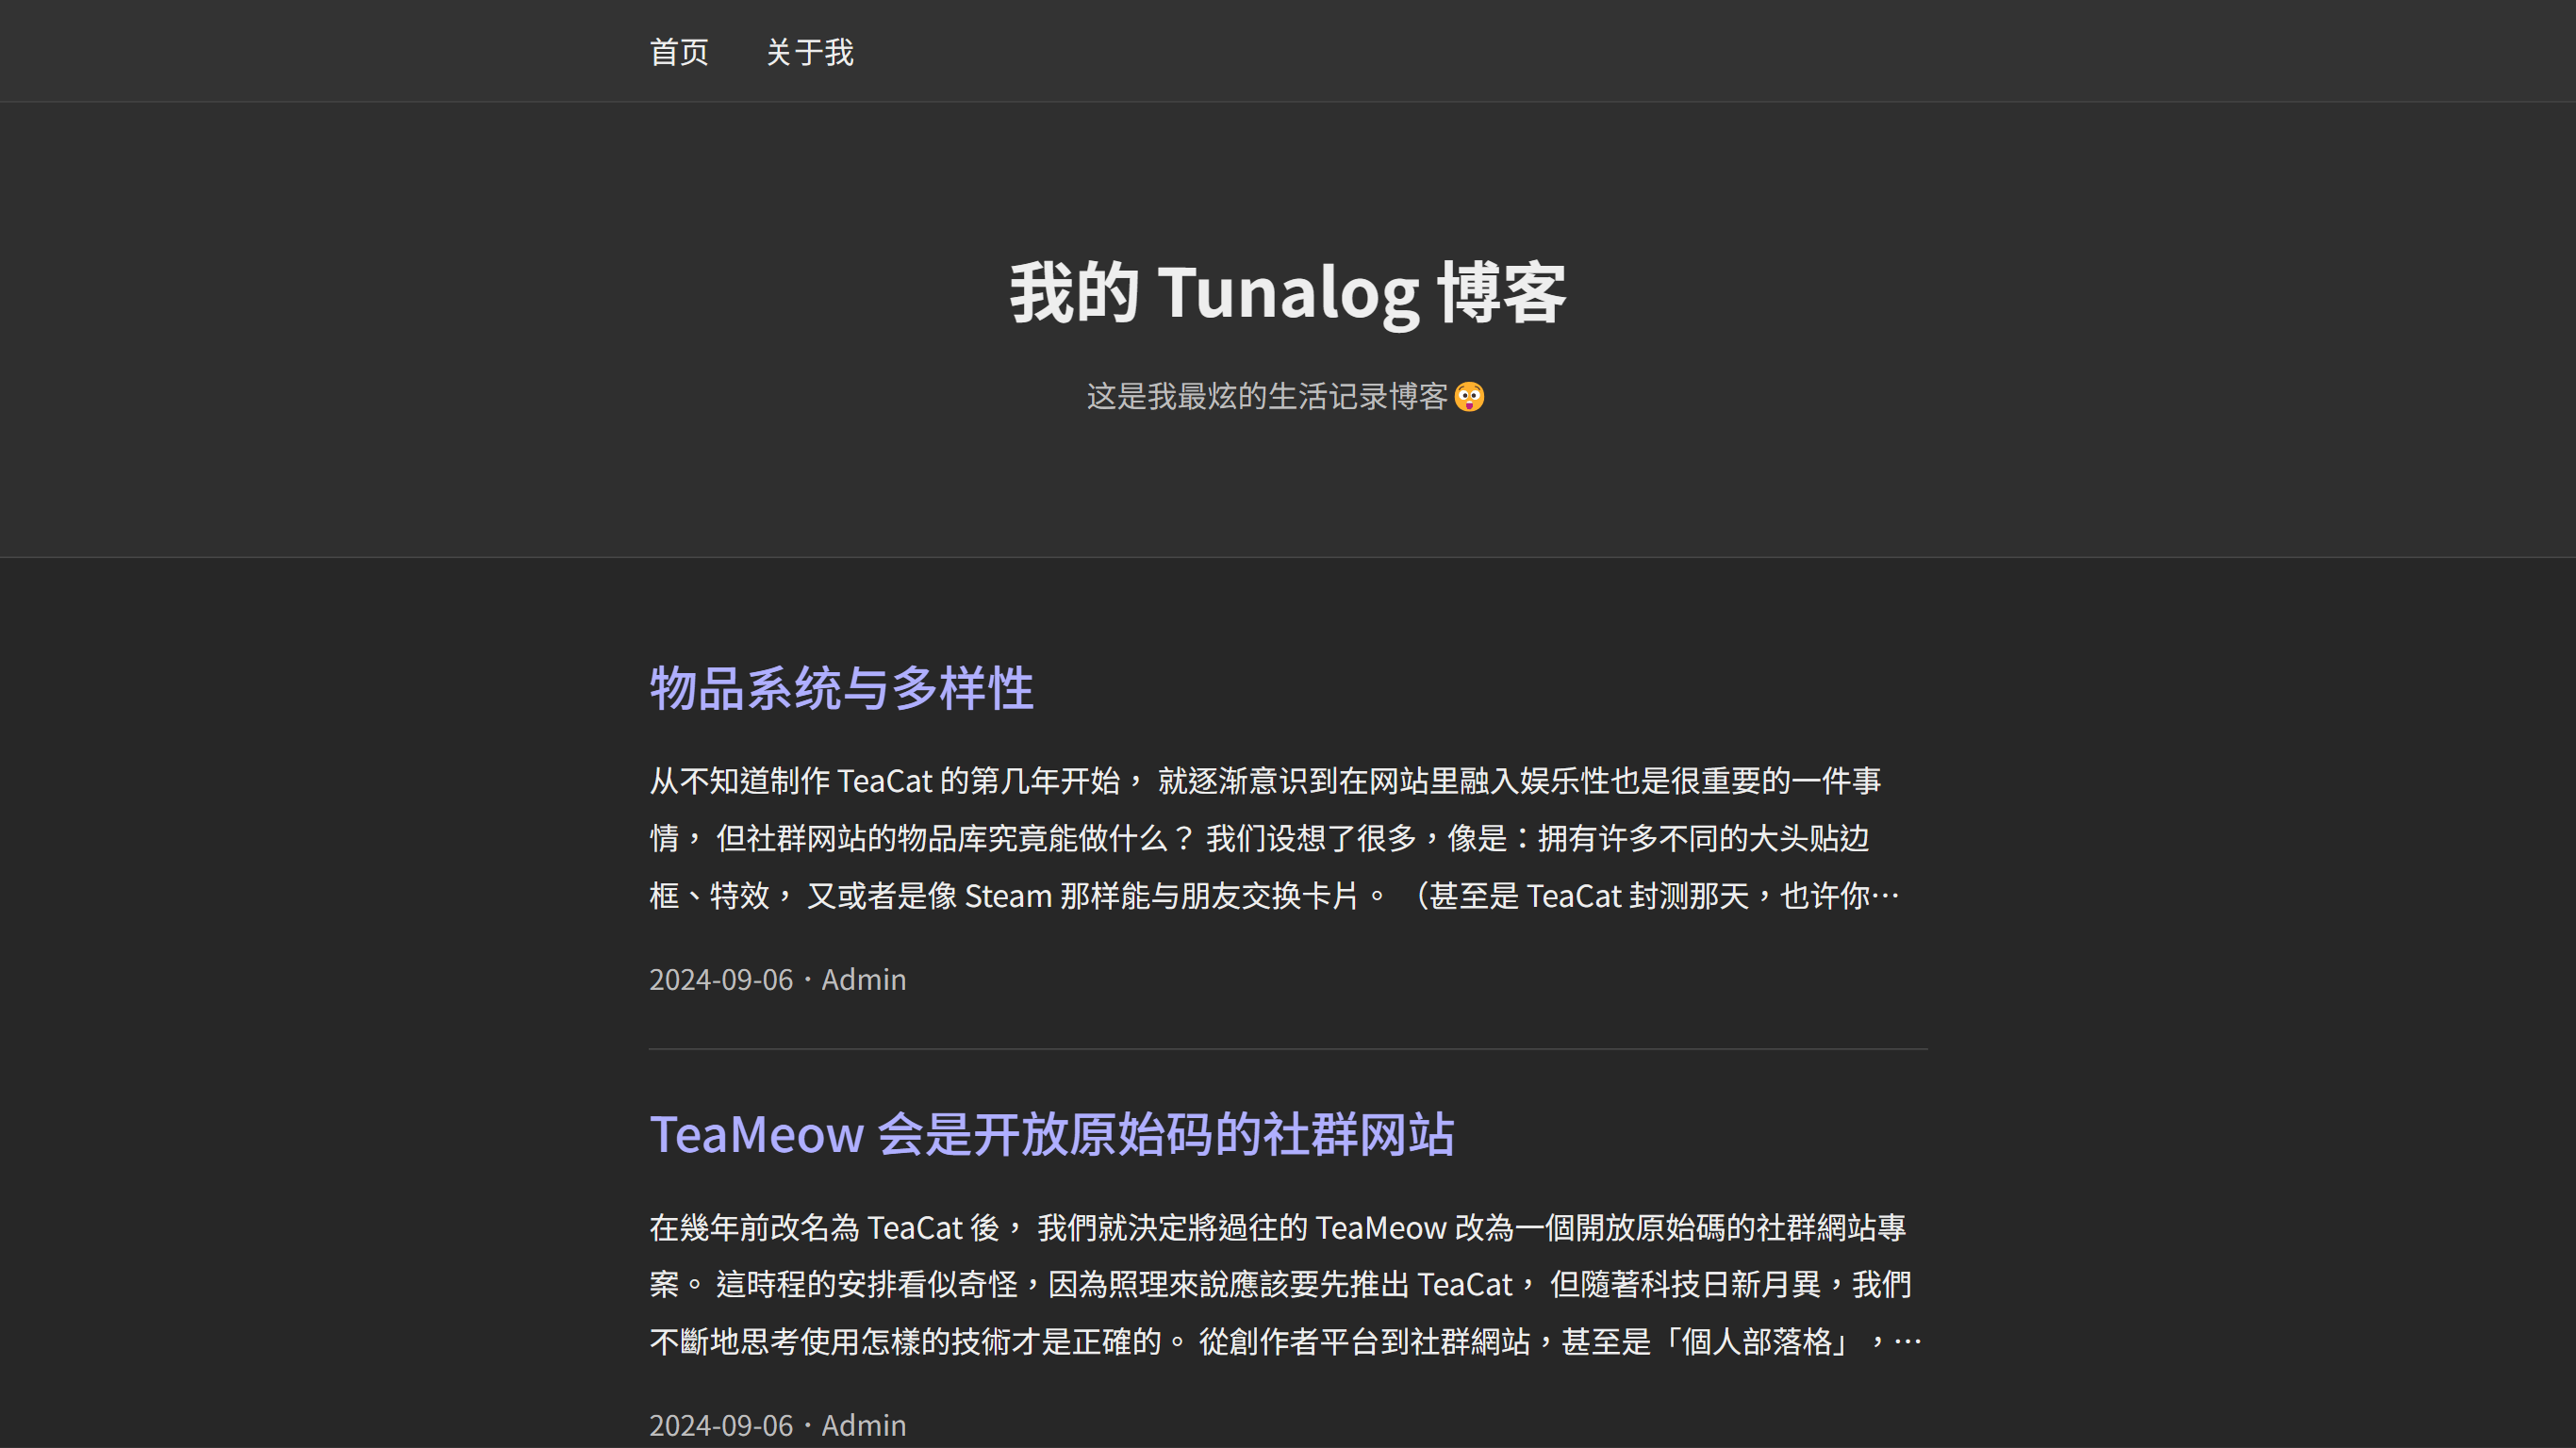 首页 关于我
我的 Tunalog 博客
这是我最炫的生活记录博客😳
物品系统与多样性
从不知道制作 TeaCat 的第几年开始， 就逐渐意识到在网站里融入娱乐性也是很重要的一件事
情， 但社群网站的物品库究竟能做什么？ 我们设想了很多，像是：拥有许多不同的大头贴边
框、特效， 又或者是像 Steam 那样能与朋友交换卡片。 （甚至是 TeaCat 封测那天，也许你…
2024-09-06 · Admin
TeaMeow 会是开放原始码的社群网站
在幾年前改名為 TeaCat 後， 我們就決定將過往的 TeaMeow 改為一個開放原始碼的社群網站專
案。 這時程的安排看似奇怪，因為照理來說應該要先推出 TeaCat， 但隨著科技日新月異，我們
不斷地思考使用怎樣的技術才是正確的。 從創作者平台到社群網站，甚至是「個人部落格」，…
2024-09-06 · Admin